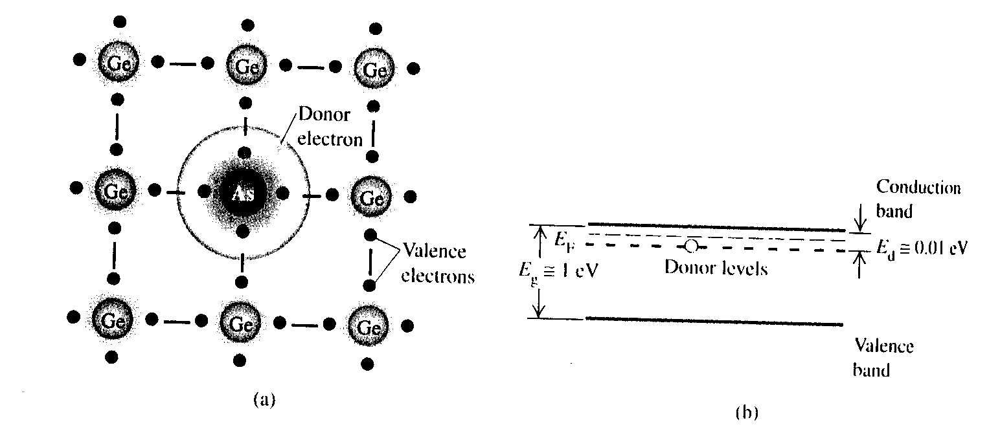 Ge Ge Ge
Donor
electron
Ge As Ge
Valence
electrons
Ge Ge Ge
(a)
Conduction
band
E_F
E_d ≅ 0.01 eV
E_g ≅ 1 eV
Donor levels
Valence
band
(b)